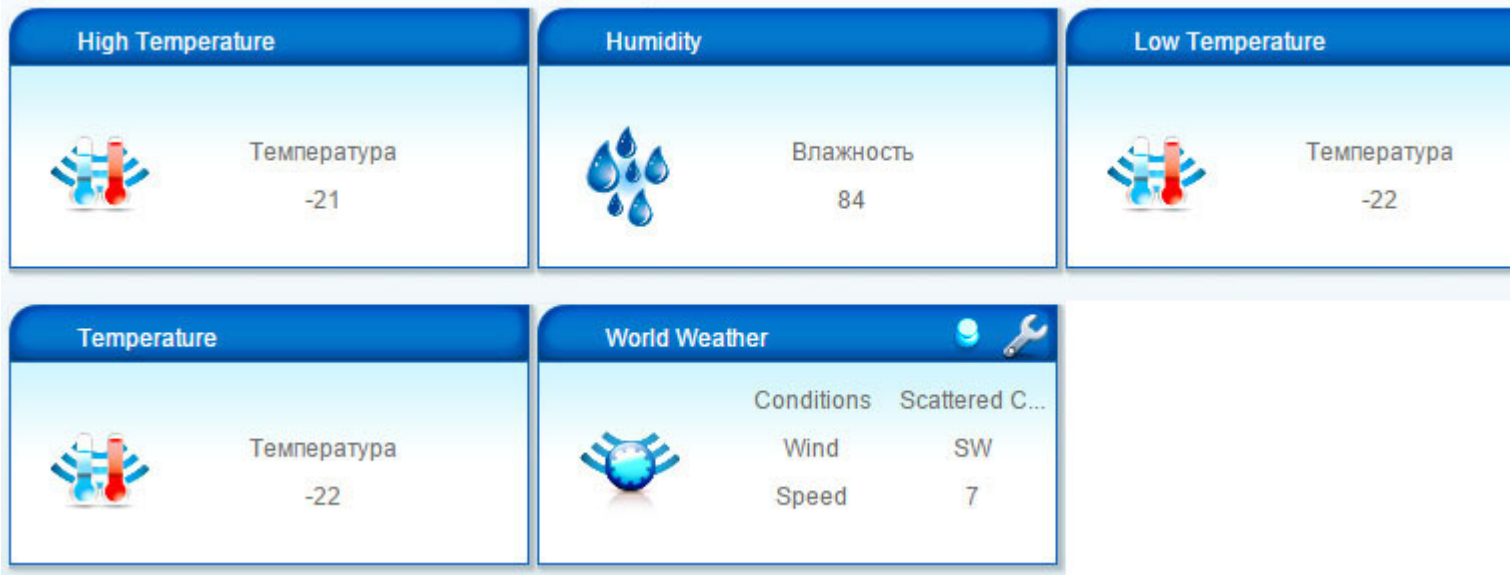 High Temperature
Температура
-21
Humidity
Влажность
84
Low Temperature
Температура
-22
Temperature
Температура
-22
World Weather
Conditions Scattered C...
Wind SW
Speed 7